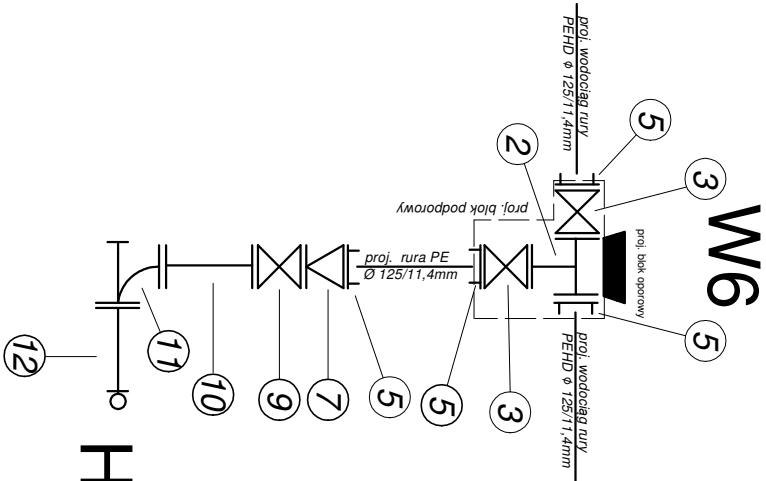 W6
proj. wodociąg rury
PEHD Φ 125/11,4mm
5
3
2
proj. blok podporowy
proj. blok oporowy
proj. rura PE
Ø 125/11,4mm
5
3
5
5
7
9
10
11
12
proj. wodociąg rury
PEHD Φ 125/11,4mm
H